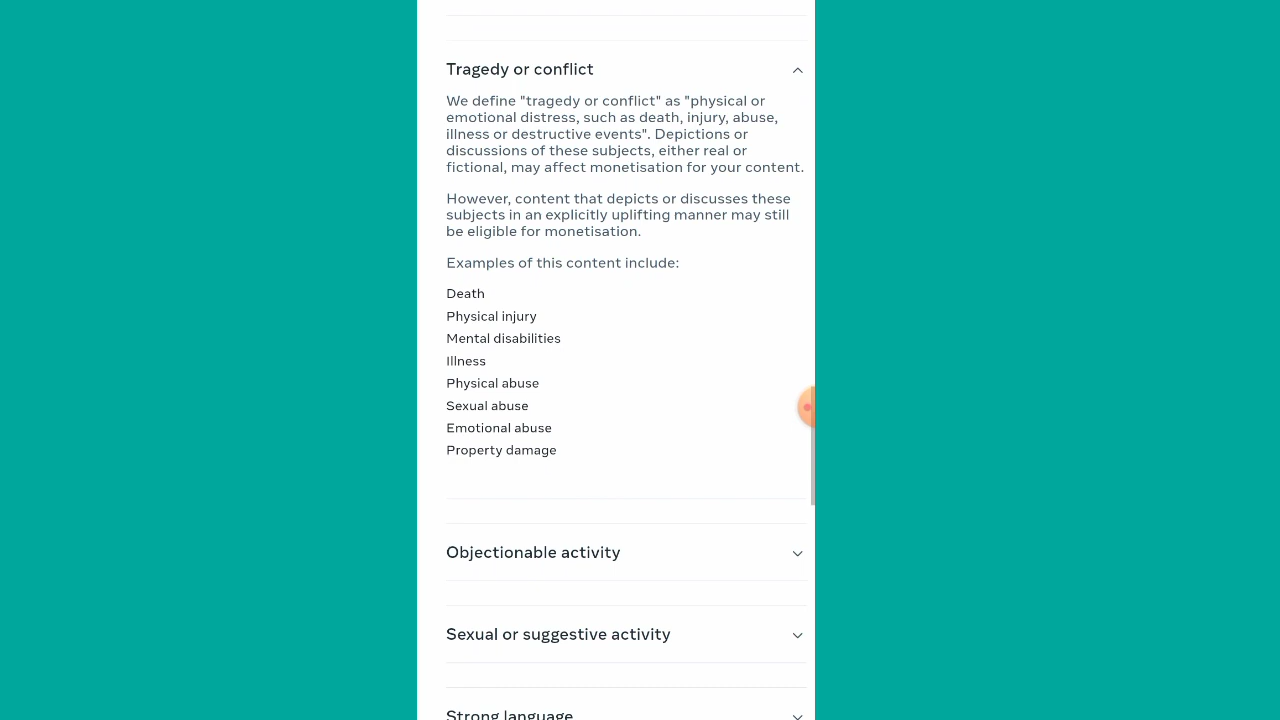 Tragedy or conflict
We define "tragedy or conflict" as "physical or
emotional distress, such as death, injury, abuse,
illness or destructive events". Depictions or
discussions of these subjects, either real or
fictional, may affect monetisation for your content.
However, content that depicts or discusses these
subjects in an explicitly uplifting manner may still
be eligible for monetisation.
Examples of this content include:
Death
Physical injury
Mental disabilities
Illness
Physical abuse
Sexual abuse
Emotional abuse
Property damage
Objectionable activity
Sexual or suggestive activity
Strong language